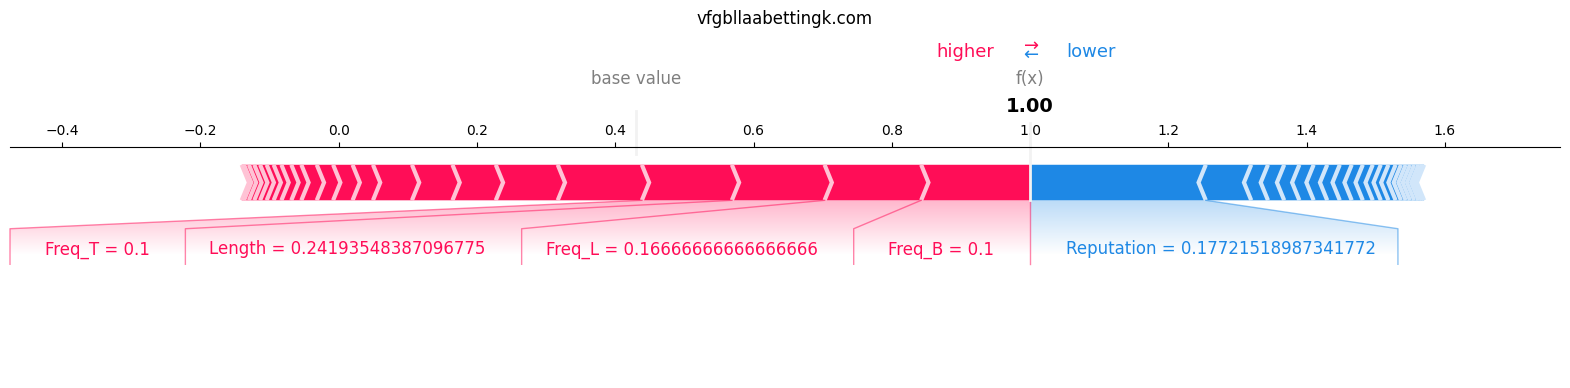 vfgbllaabettingk.com
higher ⇄ lower
base value f(x)
1.00
−0.4 −0.2 0.0 0.2 0.4 0.6 0.8 1.0 1.2 1.4 1.6
Freq_T = 0.1 Length = 0.24193548387096775 Freq_L = 0.16666666666666666 Freq_B = 0.1 Reputation = 0.17721518987341772